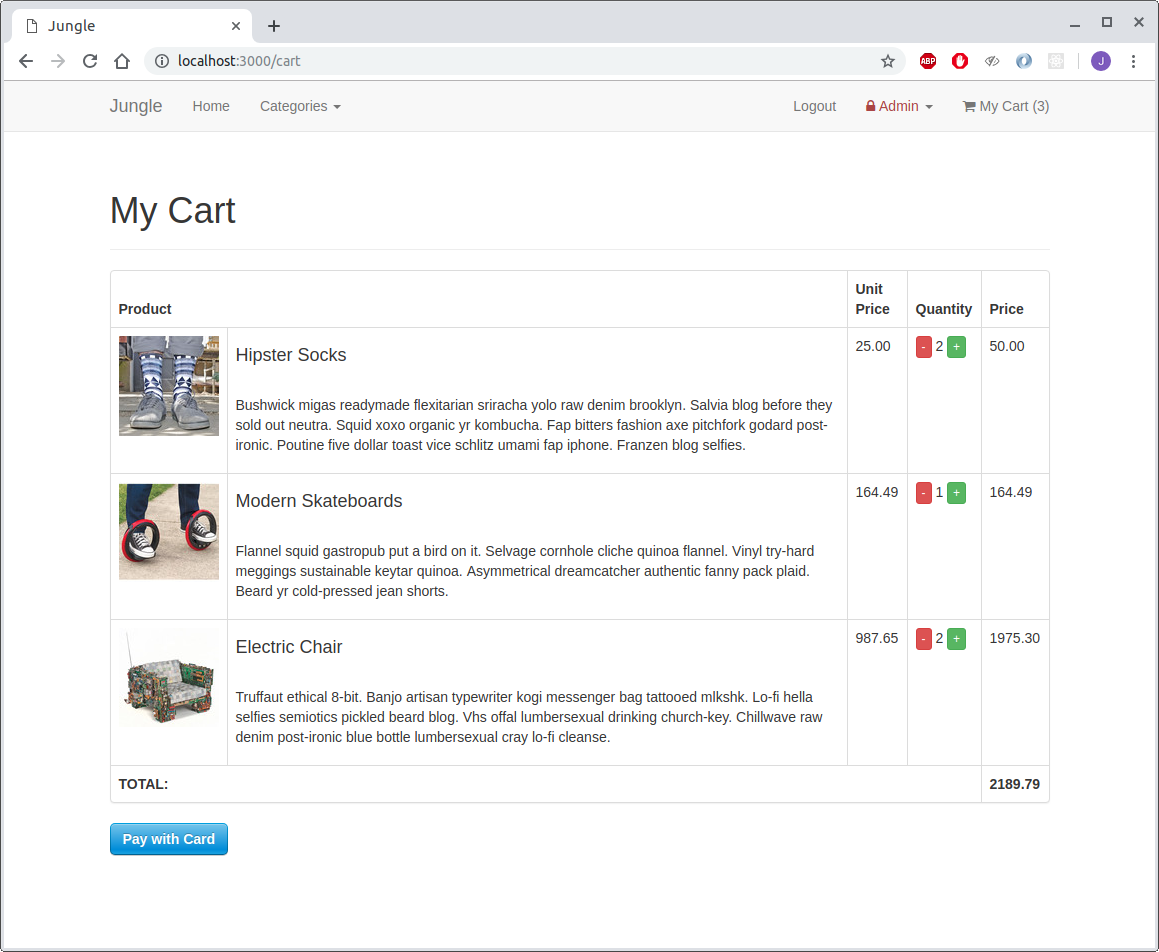 Jungle
localhost:3000/cart
ABP
J
Jungle Home Categories Logout Admin My Cart (3)
My Cart
Product Unit Price Quantity Price
Hipster Socks 25.00 - 2 + 50.00
Bushwick migas readymade flexitarian sriracha yolo raw denim brooklyn. Salvia blog before they
sold out neutra. Squid xoxo organic yr kombucha. Fap bitters fashion axe pitchfork godard post-
ironic. Poutine five dollar toast vice schlitz umami fap iphone. Franzen blog selfies.
Modern Skateboards 164.49 - 1 + 164.49
Flannel squid gastropub put a bird on it. Selvage cornhole cliche quinoa flannel. Vinyl try-hard
meggings sustainable keytar quinoa. Asymmetrical dreamcatcher authentic fanny pack plaid.
Beard yr cold-pressed jean shorts.
Electric Chair 987.65 - 2 + 1975.30
Truffaut ethical 8-bit. Banjo artisan typewriter kogi messenger bag tattooed mlkshk. Lo-fi hella
selfies semiotics pickled beard blog. Vhs offal lumbersexual drinking church-key. Chillwave raw
denim post-ironic blue bottle lumbersexual cray lo-fi cleanse.
TOTAL: 2189.79
Pay with Card